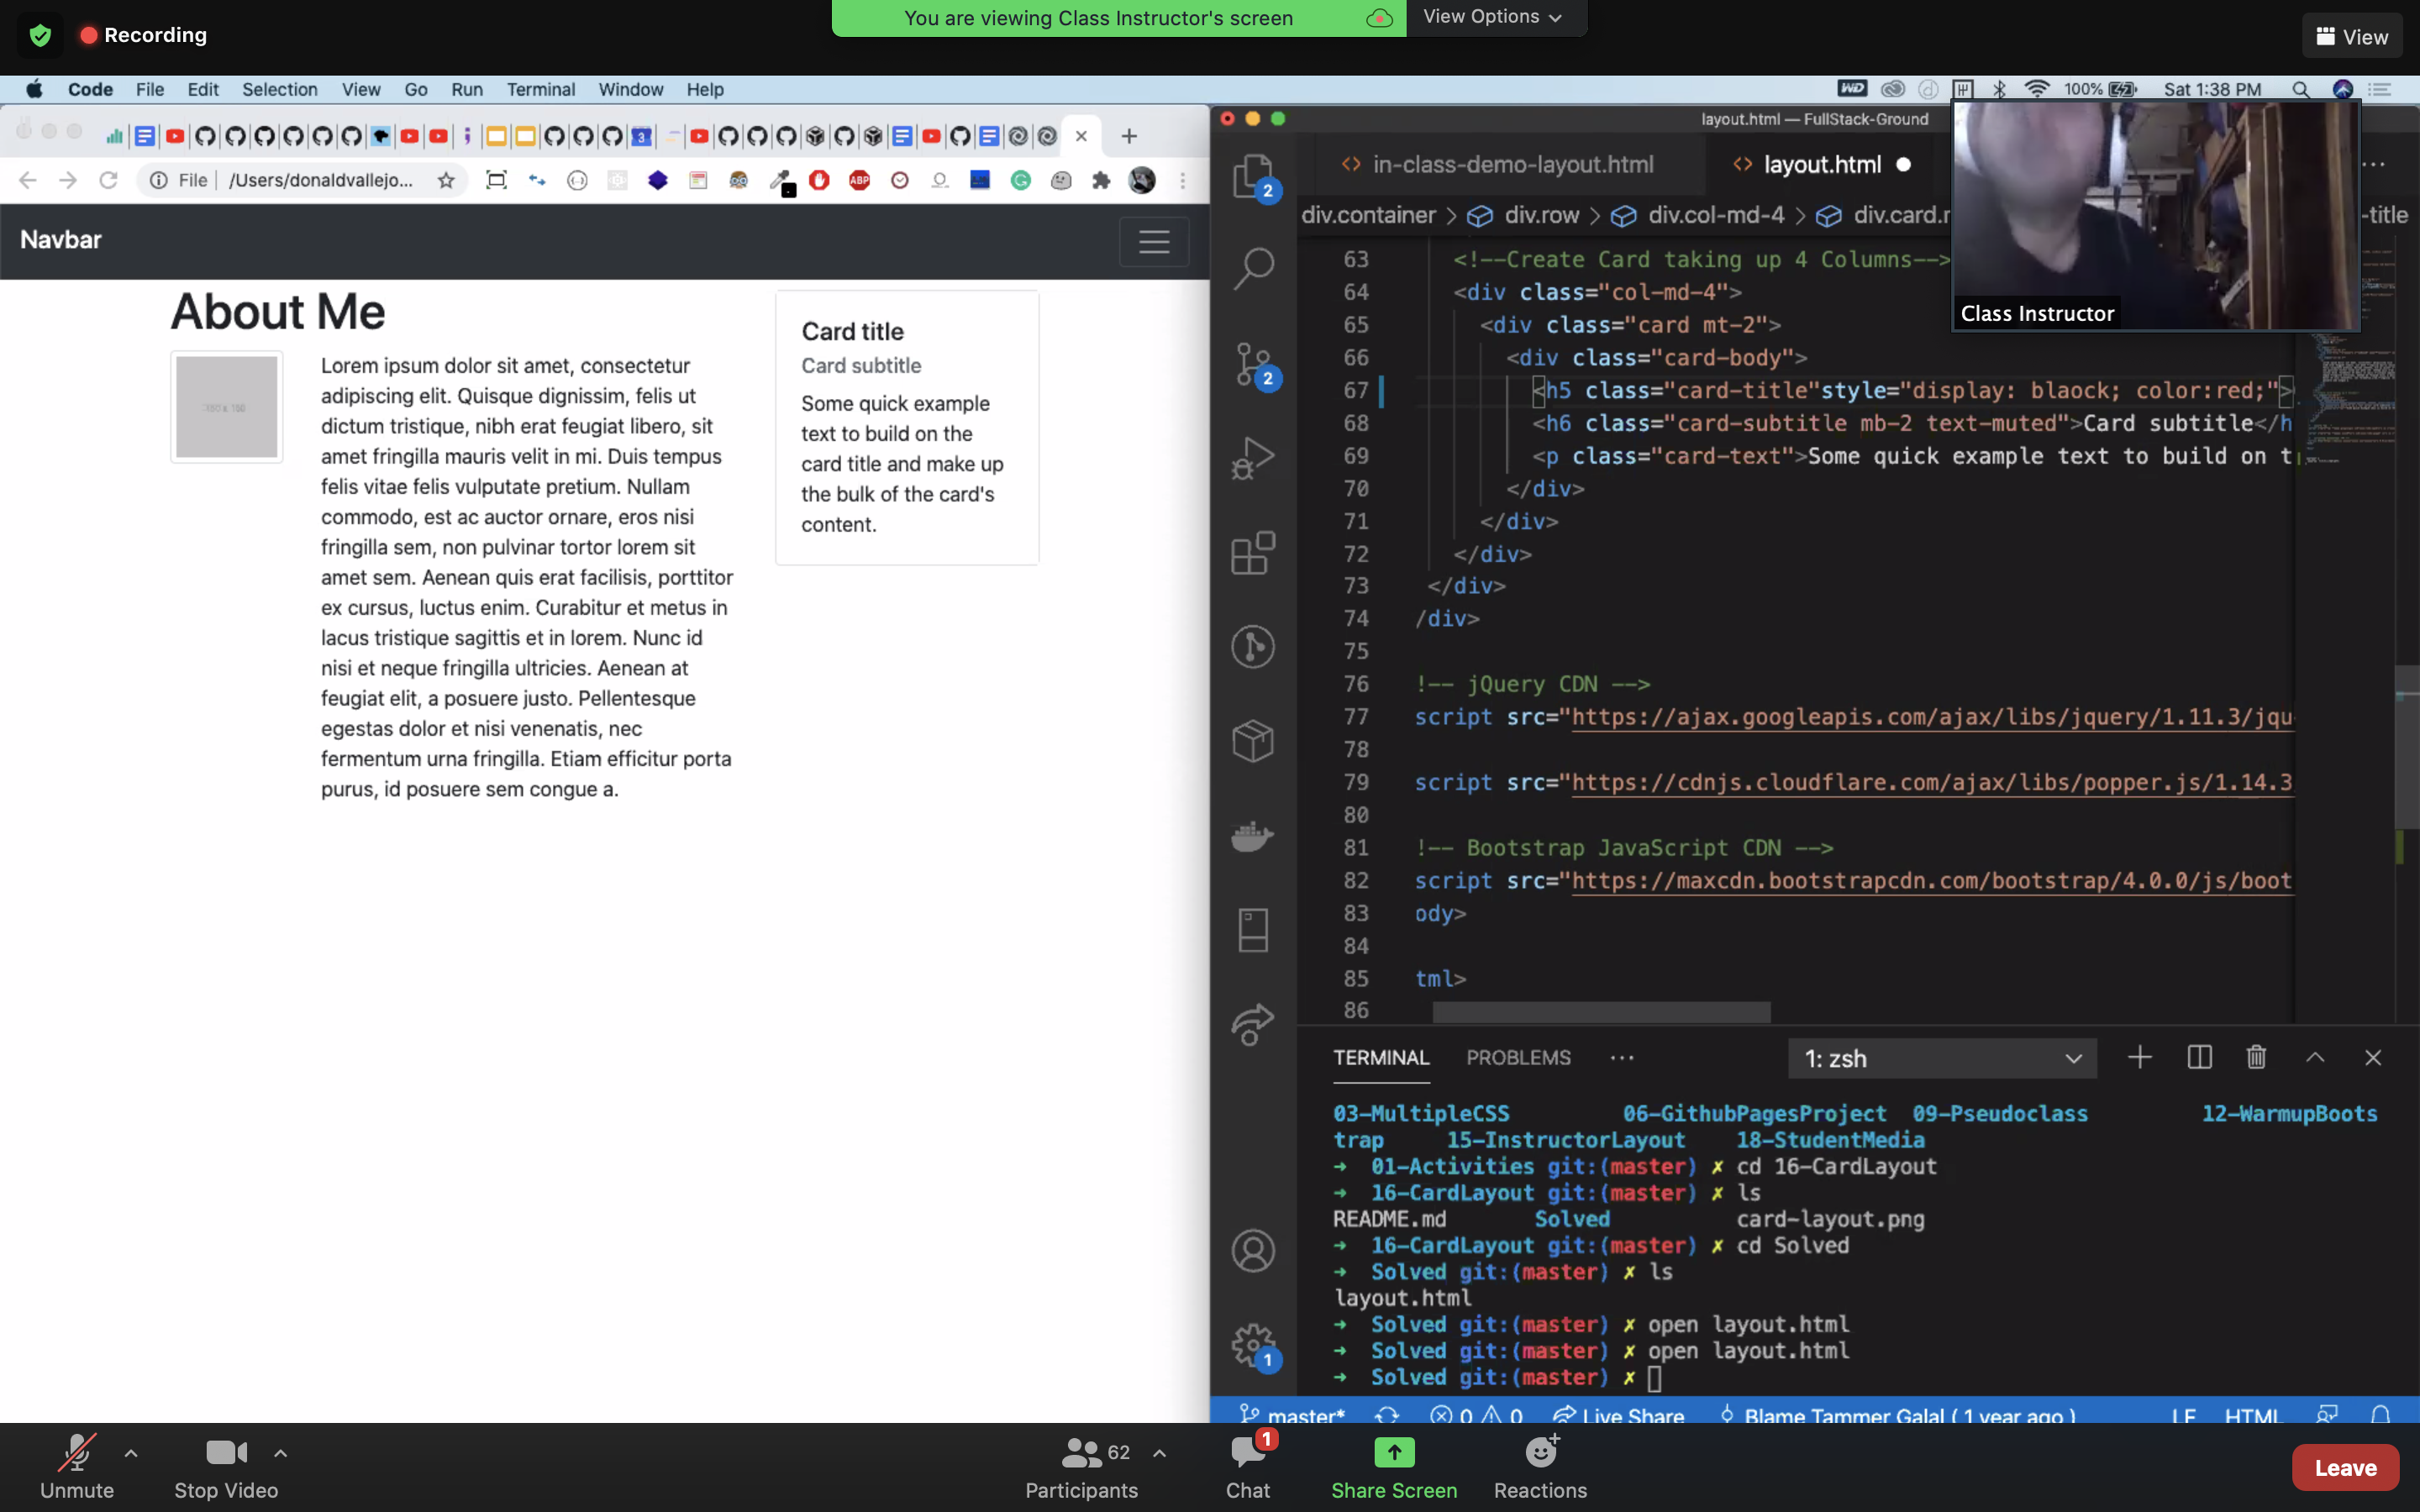 Recording
You are viewing Class Instructor's screen
View Options
View
Code File Edit Selection View Go Run Terminal Window Help
100%
Sat 1:38 PM
layout.html — FullStack-Ground
File
/Users/donaldvallejo...
ABP
in-class-demo-layout.html
layout.html
div.container > div.row > div.col-md-4 >
-title
Class Instructor
Navbar
About Me
Lorem ipsum dolor sit amet, consectetur
adipiscing elit. Quisque dignissim, felis ut
dictum tristique, nibh erat feugiat libero, sit
amet fringilla mauris velit in mi. Duis tempus
felis vitae felis vulputate pretium. Nullam
commodo, est ac auctor ornare, eros nisi
fringilla sem, non pulvinar tortor lorem sit
amet sem. Aenean quis erat facilisis, porttitor
ex cursus, luctus enim. Curabitur et metus in
lacus tristique sagittis et in lorem. Nunc id
nisi et neque fringilla ultricies. Aenean at
feugiat elit, a posuere justo. Pellentesque
egestas dolor et nisi venenatis, nec
fermentum urna fringilla. Etiam efficitur porta
purus, id posuere sem congue a.
Card title
Card subtitle
Some quick example
text to build on the
card title and make up
the bulk of the card's
content.
2
2
1
63 <!--Create Card taking up 4 Columns-->
64 <div class="col-md-4">
65 <div class="card mt-2">
66 <div class="card-body">
67 <h5 class="card-title"style="display: blaock; color:red;">
68 <h6 class="card-subtitle mb-2 text-muted">Card subtitle</h
69 <p class="card-text">Some quick example text to build on t
70 </div>
71 </div>
72 </div>
73 </div>
74 /div>
75
76 !-- jQuery CDN -->
77 script src="https://ajax.googleapis.com/ajax/libs/jquery/1.11.3/jqu
78
79 script src="https://cdnjs.cloudflare.com/ajax/libs/popper.js/1.14.3
80
81 !-- Bootstrap JavaScript CDN -->
82 script src="https://maxcdn.bootstrapcdn.com/bootstrap/4.0.0/js/boot
83 ody>
84
85 tml>
86
TERMINAL PROBLEMS ···
1: zsh
03-MultipleCSS 06-GithubPagesProject 09-Pseudoclass 12-WarmupBoots
trap 15-InstructorLayout 18-StudentMedia
→ 01-Activities git:(master) ✗ cd 16-CardLayout
→ 16-CardLayout git:(master) ✗ ls
README.md Solved card-layout.png
→ 16-CardLayout git:(master) ✗ cd Solved
→ Solved git:(master) ✗ ls
layout.html
→ Solved git:(master) ✗ open layout.html
→ Solved git:(master) ✗ open layout.html
→ Solved git:(master) ✗
master* 0 0 Live Share Blame Tammer Galal ( 1 year ago ) LF HTML
Unmute
Stop Video
62
Participants
1
Chat
Share Screen
Reactions
Leave